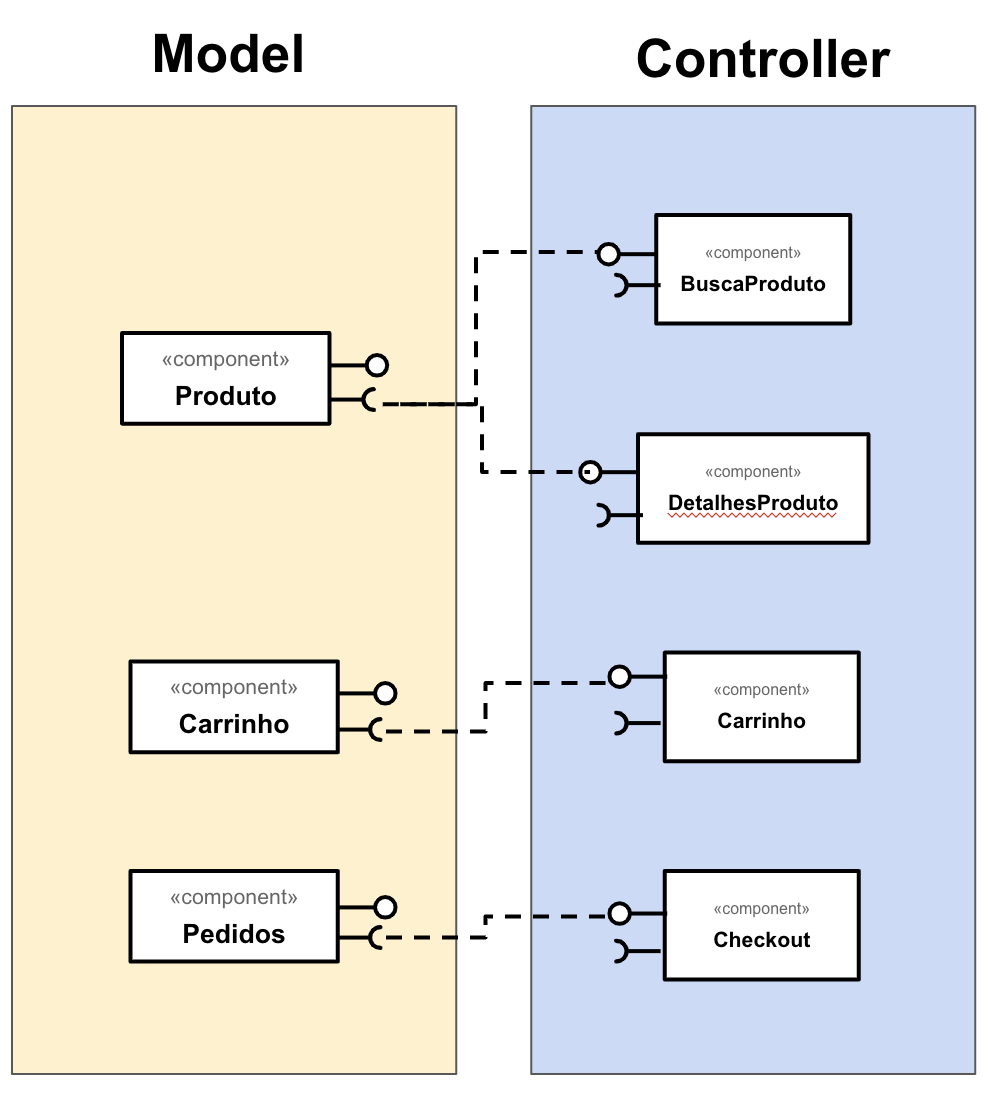 Model
Controller
«component»
BuscaProduto
«component»
Produto
«component»
DetalhesProduto
«component»
Carrinho
«component»
Carrinho
«component»
Pedidos
«component»
Checkout